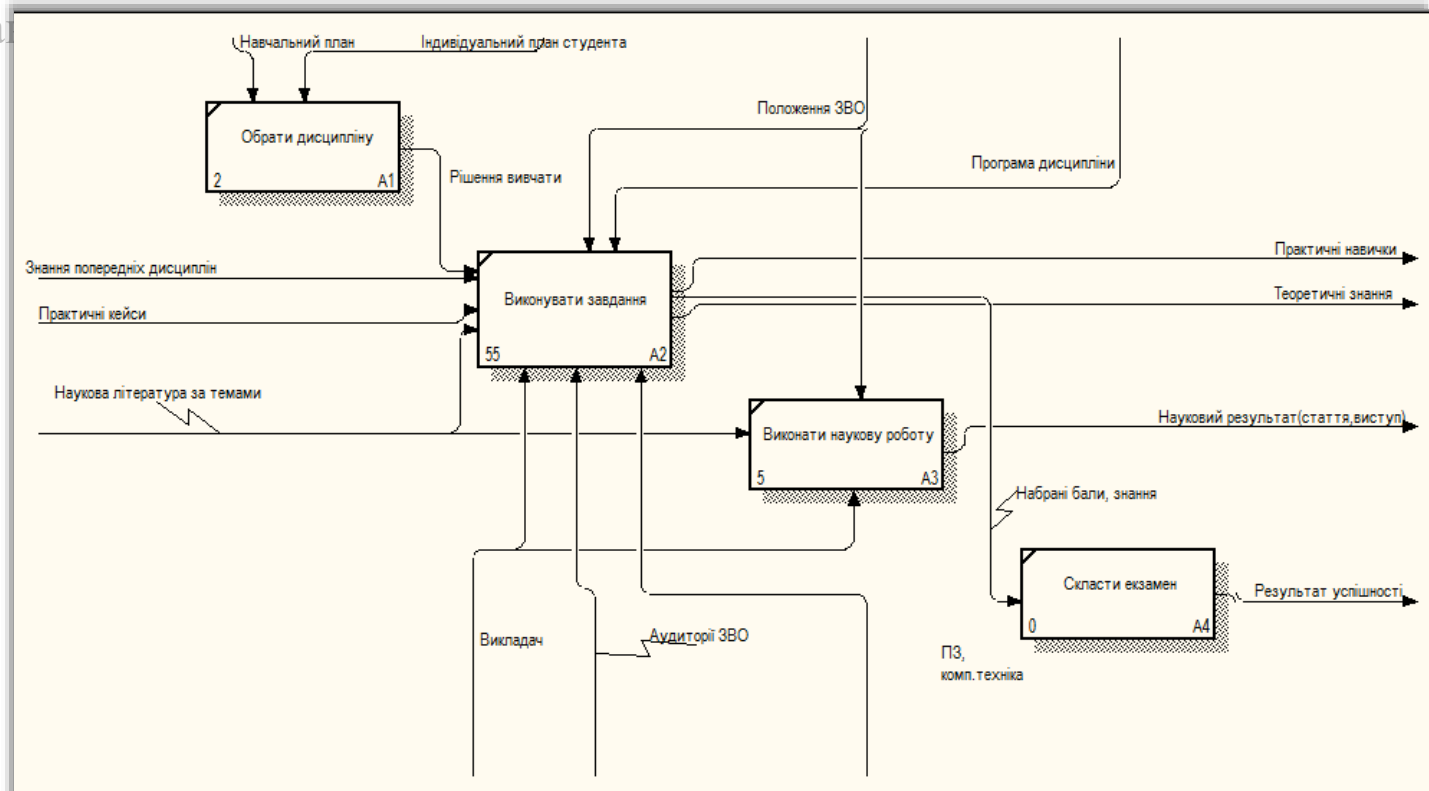 Навчальний план
Індивідуальний план студента
Обрати дисципліну
2
A1
Рішення вивчати
Положення ЗВО
Програма дисципліни
Знання попередніх дисциплін
Практичні кейси
Виконувати завдання
55
A2
Практичні навички
Теоретичні знання
Наукова література за темами
Виконати наукову роботу
5
A3
Науковий результат(стаття,виступ)
Набрані бали, знання
Скласти екзамен
0
A4
Результат успішності
Викладач
Аудиторії ЗВО
ПЗ,
комп.техніка